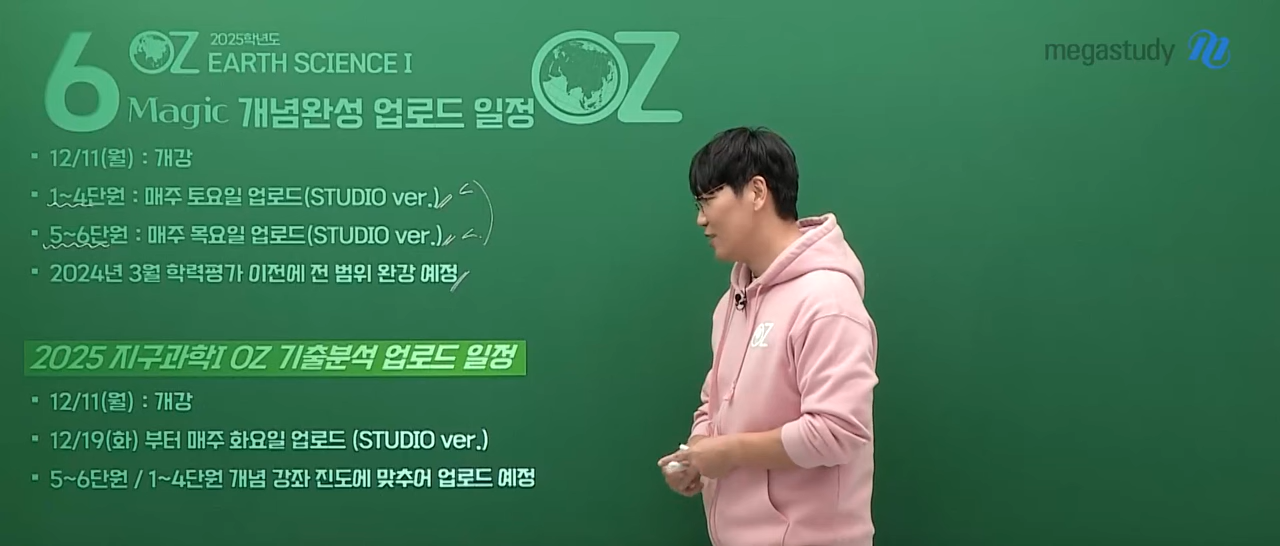 6
OZ 2025학년도
EARTH SCIENCE I
Magic 개념완성 업로드 일정
OZ
megastudy
▪ 12/11(월) : 개강
▪ 1~4단원 : 매주 토요일 업로드(STUDIO ver.)
▪ 5~6단원 : 매주 목요일 업로드(STUDIO ver.)
▪ 2024년 3월 학력평가 이전에 전 범위 완강 예정
2025 지구과학I OZ 기출분석 업로드 일정
▪ 12/11(월) : 개강
▪ 12/19(화) 부터 매주 화요일 업로드 (STUDIO ver.)
▪ 5~6단원 / 1~4단원 개념 강좌 진도에 맞추어 업로드 예정
OZ